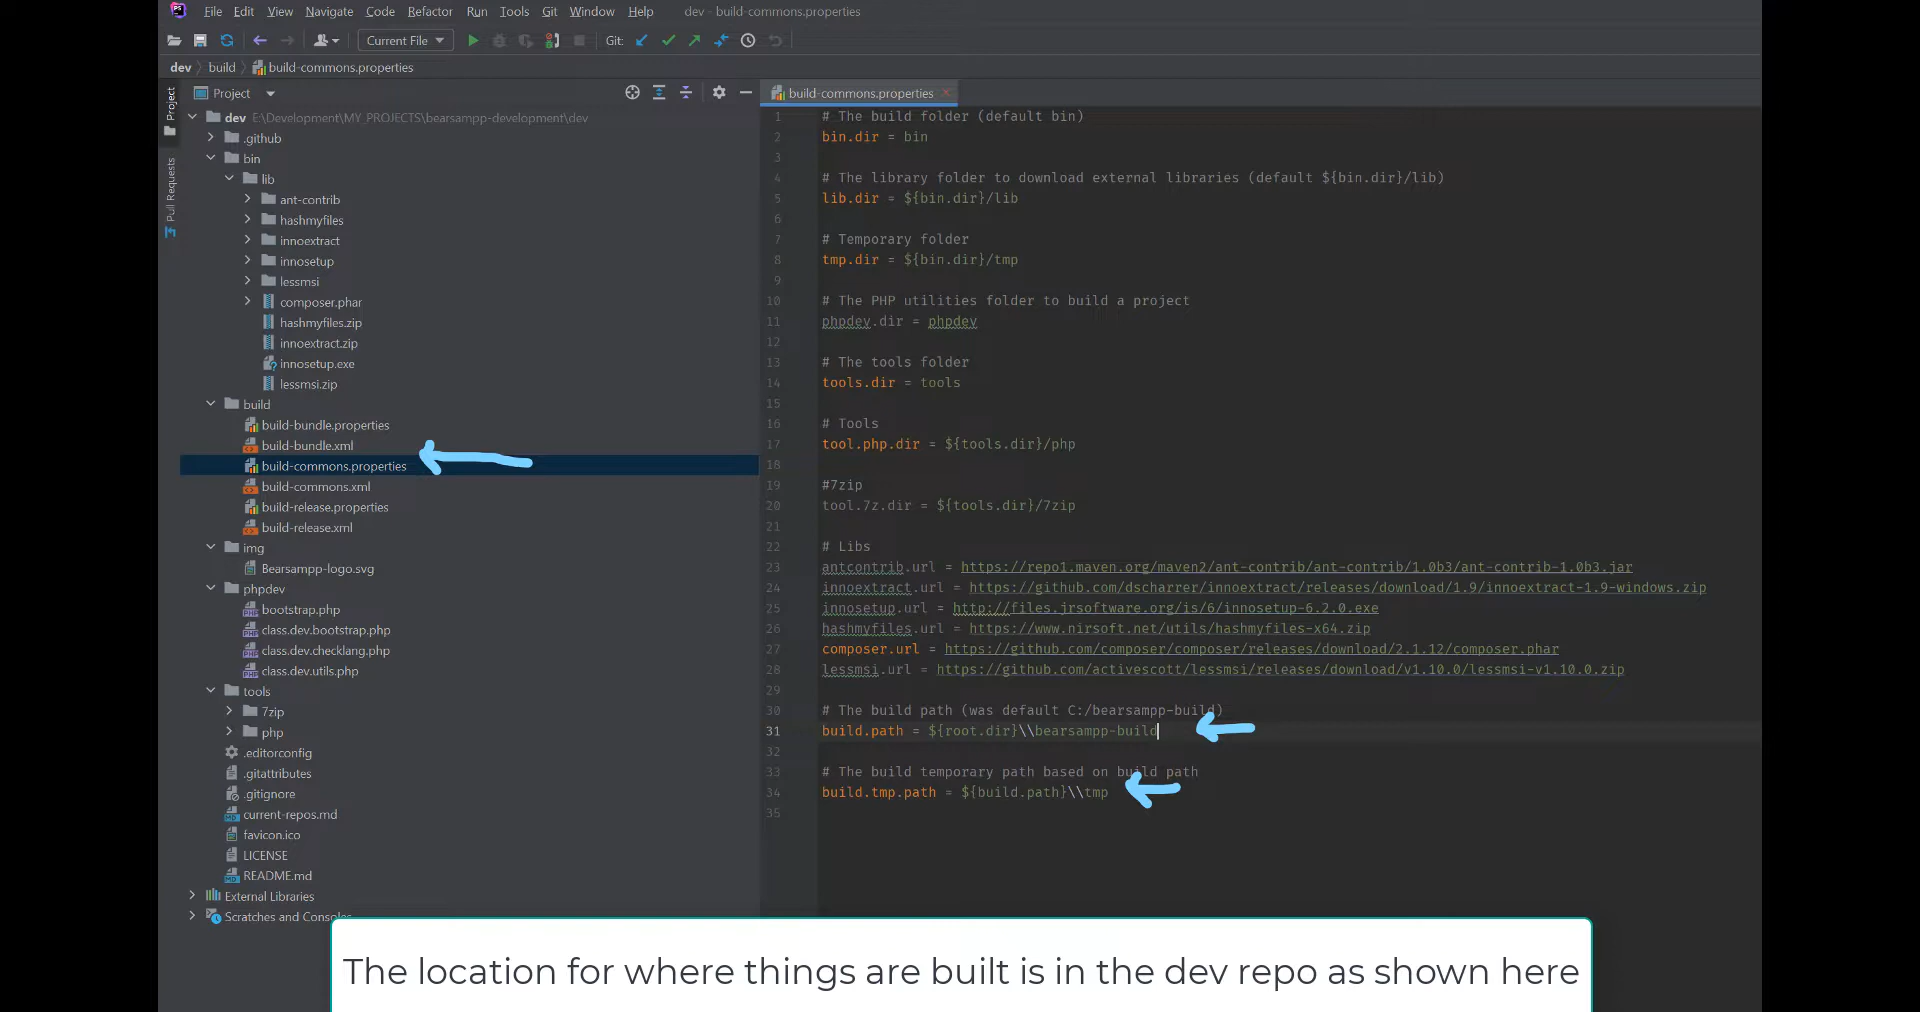 PS File Edit View Navigate Code Refactor Run Tools Git Window Help dev - build-commons.properties
Current File Git:
dev build build-commons.properties
Project
Pull Requests
Project
dev E:\Development\MY_PROJECTS\bearsampp-development\dev
.github
bin
lib
ant-contrib
hashmyfiles
innoextract
innosetup
lessmsi
composer.phar
hashmyfiles.zip
innoextract.zip
innosetup.exe
lessmsi.zip
build
build-bundle.properties
build-bundle.xml
build-commons.properties
build-commons.xml
build-release.properties
build-release.xml
img
Bearsampp-logo.svg
phpdev
bootstrap.php
class.dev.bootstrap.php
class.dev.checklang.php
class.dev.utils.php
tools
7zip
php
.editorconfig
.gitattributes
.gitignore
current-repos.md
favicon.ico
LICENSE
README.md
External Libraries
Scratches and Consoles
build-commons.properties
1 # The build folder (default bin)
2 bin.dir = bin
3
4 # The library folder to download external libraries (default ${bin.dir}/lib)
5 lib.dir = ${bin.dir}/lib
6
7 # Temporary folder
8 tmp.dir = ${bin.dir}/tmp
9
10 # The PHP utilities folder to build a project
11 phpdev.dir = phpdev
12
13 # The tools folder
14 tools.dir = tools
15
16 # Tools
17 tool.php.dir = ${tools.dir}/php
18
19 #7zip
20 tool.7z.dir = ${tools.dir}/7zip
21
22 # Libs
23 antcontrib.url = https://repo1.maven.org/maven2/ant-contrib/ant-contrib/1.0b3/ant-contrib-1.0b3.jar
24 innoextract.url = https://github.com/dscharrer/innoextract/releases/download/1.9/innoextract-1.9-windows.zip
25 innosetup.url = http://files.jrsoftware.org/is/6/innosetup-6.2.0.exe
26 hashmyfiles.url = https://www.nirsoft.net/utils/hashmyfiles-x64.zip
27 composer.url = https://github.com/composer/composer/releases/download/2.1.12/composer.phar
28 lessmsi.url = https://github.com/activescott/lessmsi/releases/download/v1.10.0/lessmsi-v1.10.0.zip
29
30 # The build path (was default C:/bearsampp-build)
31 build.path = ${root.dir}\\bearsampp-build
32
33 # The build temporary path based on build path
34 build.tmp.path = ${build.path}\\tmp
35
The location for where things are built is in the dev repo as shown here